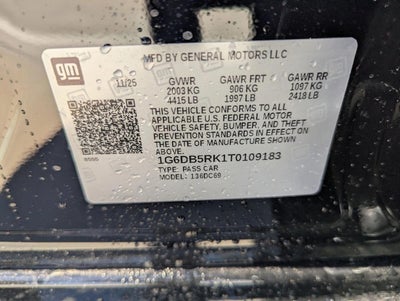 gm
MFD BY GENERAL MOTORS LLC
11/25
GVWR GAWR FRT GAWR RR
2003 KG 906 KG 1097 KG
4415 LB 1997 LB 2418 LB
THIS VEHICLE CONFORMS TO ALL
APPLICABLE U.S. FEDERAL MOTOR
VEHICLE SAFETY, BUMPER, AND THEFT
PREVENTION STANDARDS IN EFFECT ON
THE DATE OF MANUFACTURE SHOWN
ABOVE.
1G6DB5RK1T0109183
TYPE: PASS CAR
MODEL: 136DC69